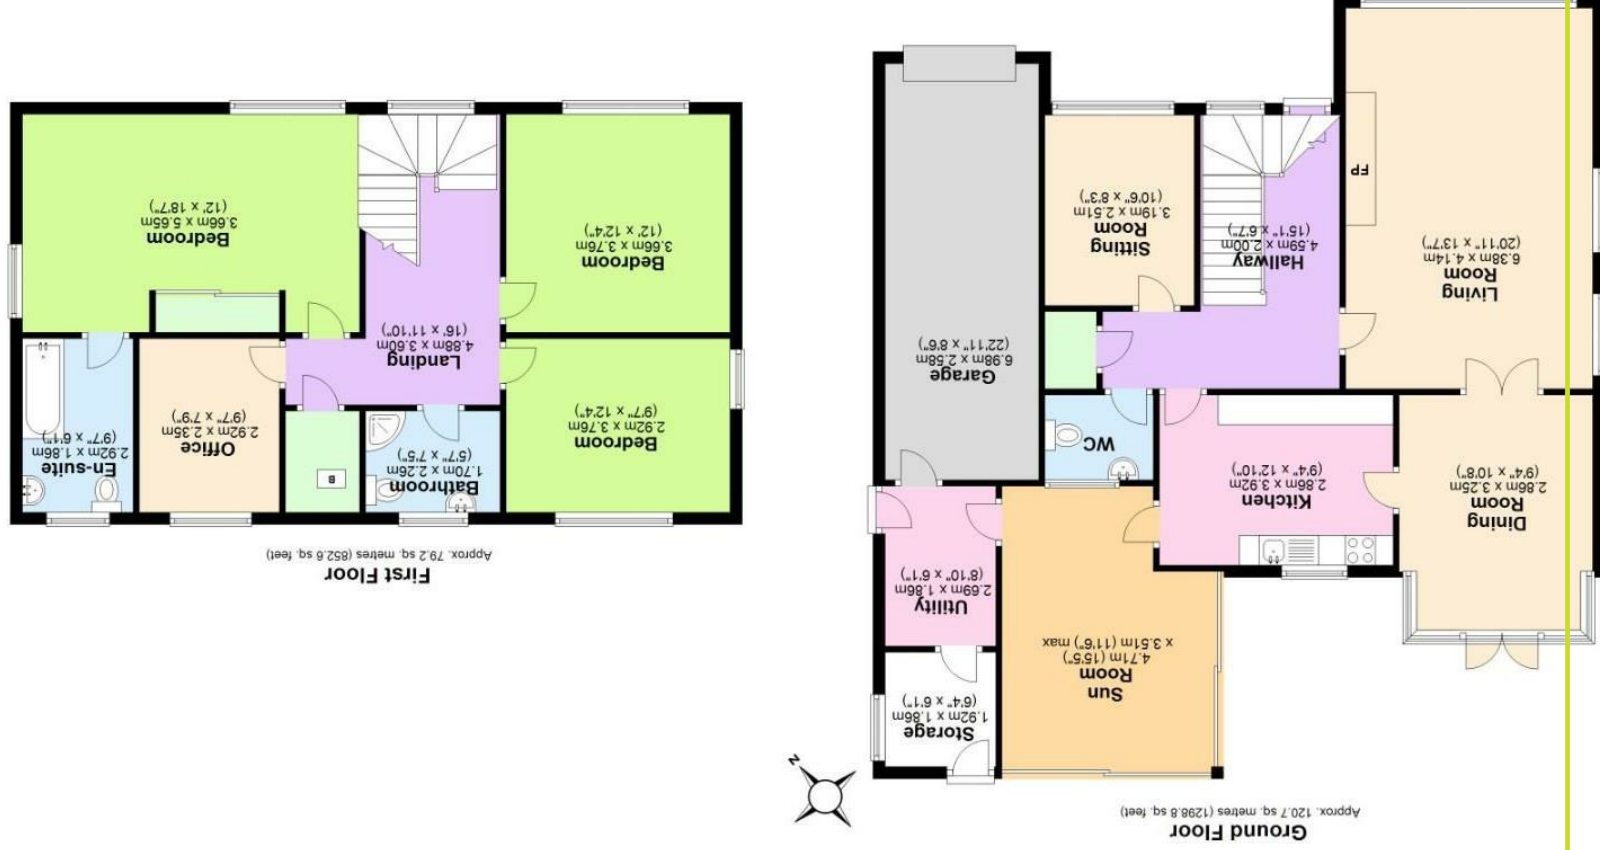 Ground Floor
Approx. 120.7 sq. metres (1298.8 sq. feet)
Storage
1.92m x 1.86m
(6'4" x 6'1")
Sun
Room
4.71m (15'5")
x 3.51m (11'6") max
Utility
2.69m x 1.86m
(8'10" x 6'1")
Dining
Room
2.86m x 3.25m
(9'4" x 10'8")
Kitchen
2.86m x 3.92m
(9'4" x 12'10")
WC
Garage
6.98m x 2.58m
(22'11" x 8'6")
Living
Room
6.38m x 4.14m
(20'11" x 13'7")
FP
Hallway
4.59m x 2.00m
(15'1" x 6'7")
Sitting
Room
3.19m x 2.51m
(10'6" x 8'3")
N
First Floor
Approx. 79.2 sq. metres (852.6 sq. feet)
Bedroom
2.92m x 3.76m
(9'7" x 12'4")
Bathroom
1.70m x 2.26m
(5'7" x 7'5")
B
Office
2.92m x 2.35m
(9'7" x 7'9")
En-suite
2.92m x 1.86m
(9'7" x 6'1")
Landing
4.88m x 3.60m
(16' x 11'10")
Bedroom
3.66m x 3.76m
(12' x 12'4")
Bedroom
3.66m x 5.65m
(12' x 18'7")